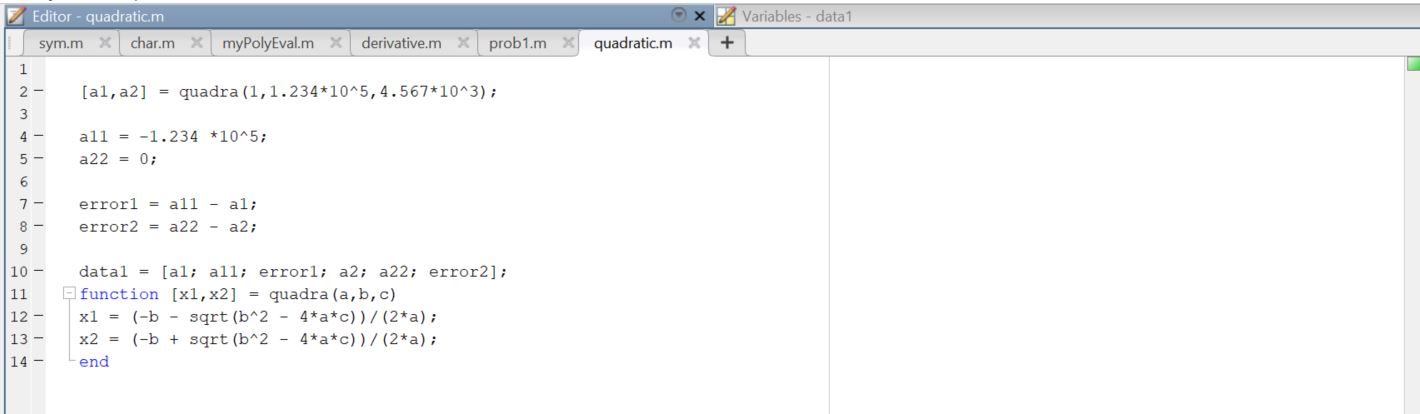 Editor - quadratic.m
Variables - data1
sym.m char.m myPolyEval.m derivative.m prob1.m quadratic.m +
1
2 - [a1,a2] = quadra(1,1.234*10^5,4.567*10^3);
3
4 - a11 = -1.234 *10^5;
5 - a22 = 0;
6
7 - error1 = a11 - a1;
8 - error2 = a22 - a2;
9
10 - data1 = [a1; a11; error1; a2; a22; error2];
11 function [x1,x2] = quadra(a,b,c)
12 - x1 = (-b - sqrt(b^2 - 4*a*c))/(2*a);
13 - x2 = (-b + sqrt(b^2 - 4*a*c))/(2*a);
14 - end